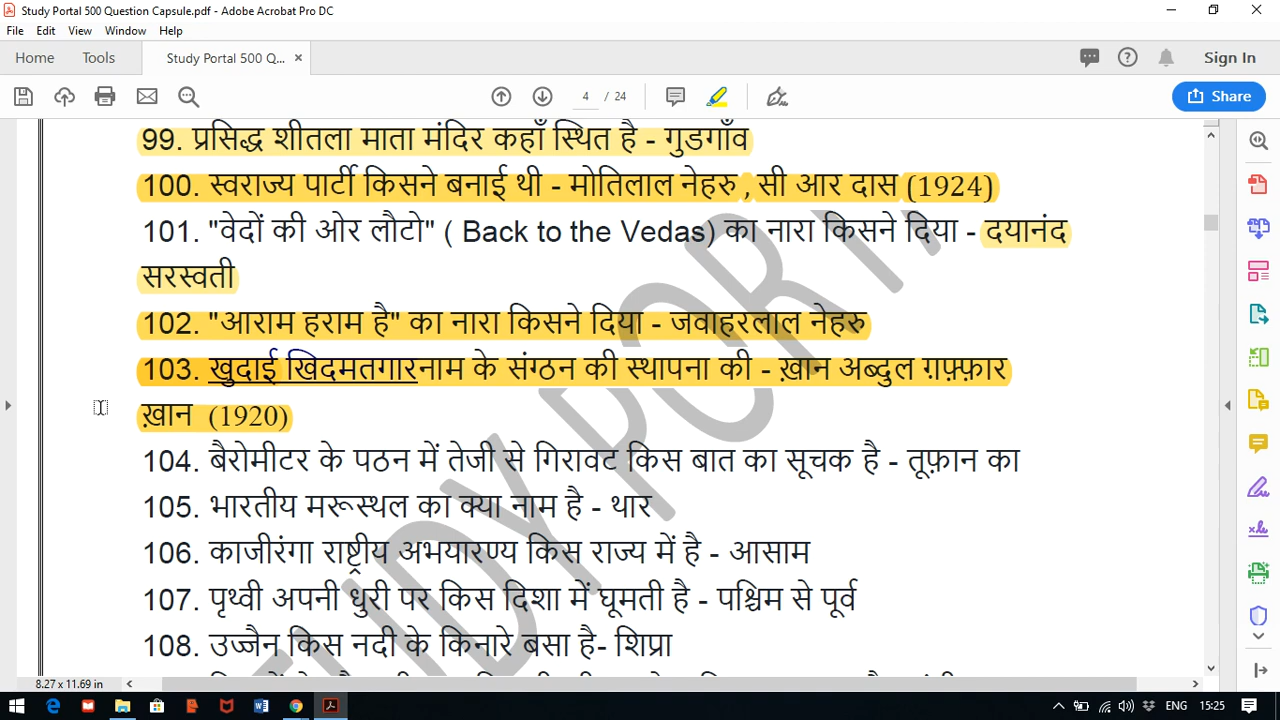 Study Portal 500 Question Capsule.pdf - Adobe Acrobat Pro DC
File Edit View Window Help
Home Tools Study Portal 500 Q... × Sign In
4 / 24 Share
99. प्रसिद्ध शीतला माता मंदिर कहाँ स्थित है - गुडगाँव
100. स्वराज्य पार्टी किसने बनाई थी - मोतिलाल नेहरु , सी आर दास (1924)
101. "वेदों की ओर लौटो" ( Back to the Vedas) का नारा किसने दिया - दयानंद
सरस्वती
102. "आराम हराम है" का नारा किसने दिया - जवाहरलाल नेहरु
103. खुदाई खिदमतगारनाम के संग्ठन की स्थापना की - ख़ान अब्दुल ग़फ़्फ़ार
ख़ान (1920)
104. बैरोमीटर के पठन में तेजी से गिरावट किस बात का सूचक है - तूफ़ान का
105. भारतीय मरूस्थल का क्या नाम है - थार
106. काजीरंगा राष्ट्रीय अभयारण्य किस राज्य में है - आसाम
107. पृथ्वी अपनी धुरी पर किस दिशा में घूमती है - पश्चिम से पूर्व
108. उज्जैन किस नदी के किनारे बसा है- शिप्रा
STUDY PORTAL
8.27 x 11.69 in
ENG 15:25